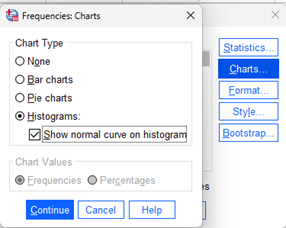 Frequencies: Charts
Chart Type
None
Bar charts
Pie charts
Histograms:
Show normal curve on histogram
Chart Values
Frequencies Percentages
Continue Cancel Help
Statistics...
Charts...
Format...
Style...
Bootstrap...
es